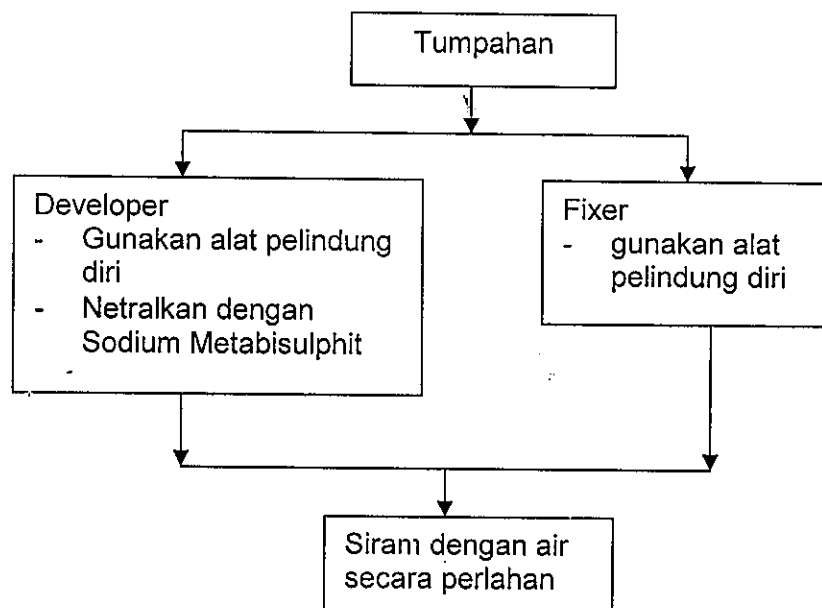 Tumpahan
Developer
- Gunakan alat pelindung
diri
- Netralkan dengan
Sodium Metabisulphit
Fixer
- gunakan alat
pelindung diri
Siram dengan air
secara perlahan